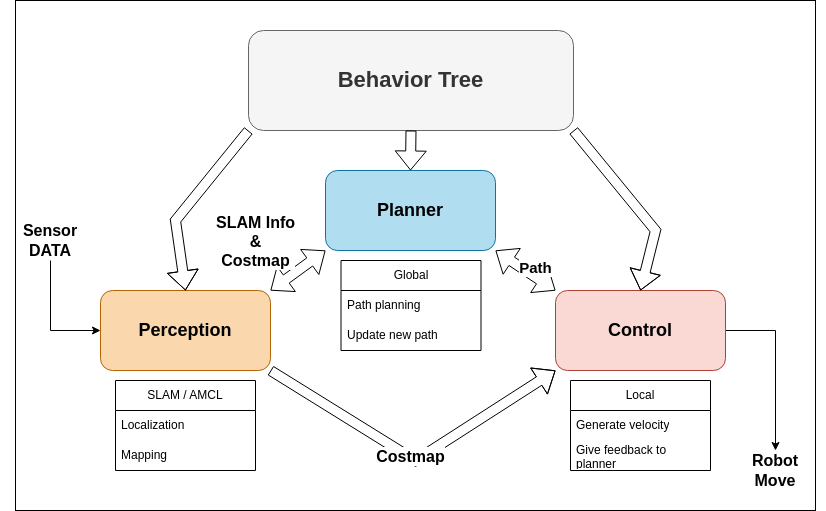 Behavior Tree
Planner
SLAM Info
&
Costmap
Sensor
DATA
Path
Global
Path planning
Update new path
Perception
Control
SLAM / AMCL
Localization
Mapping
Local
Generate velocity
Give feedback to
planner
Costmap
Robot
Move